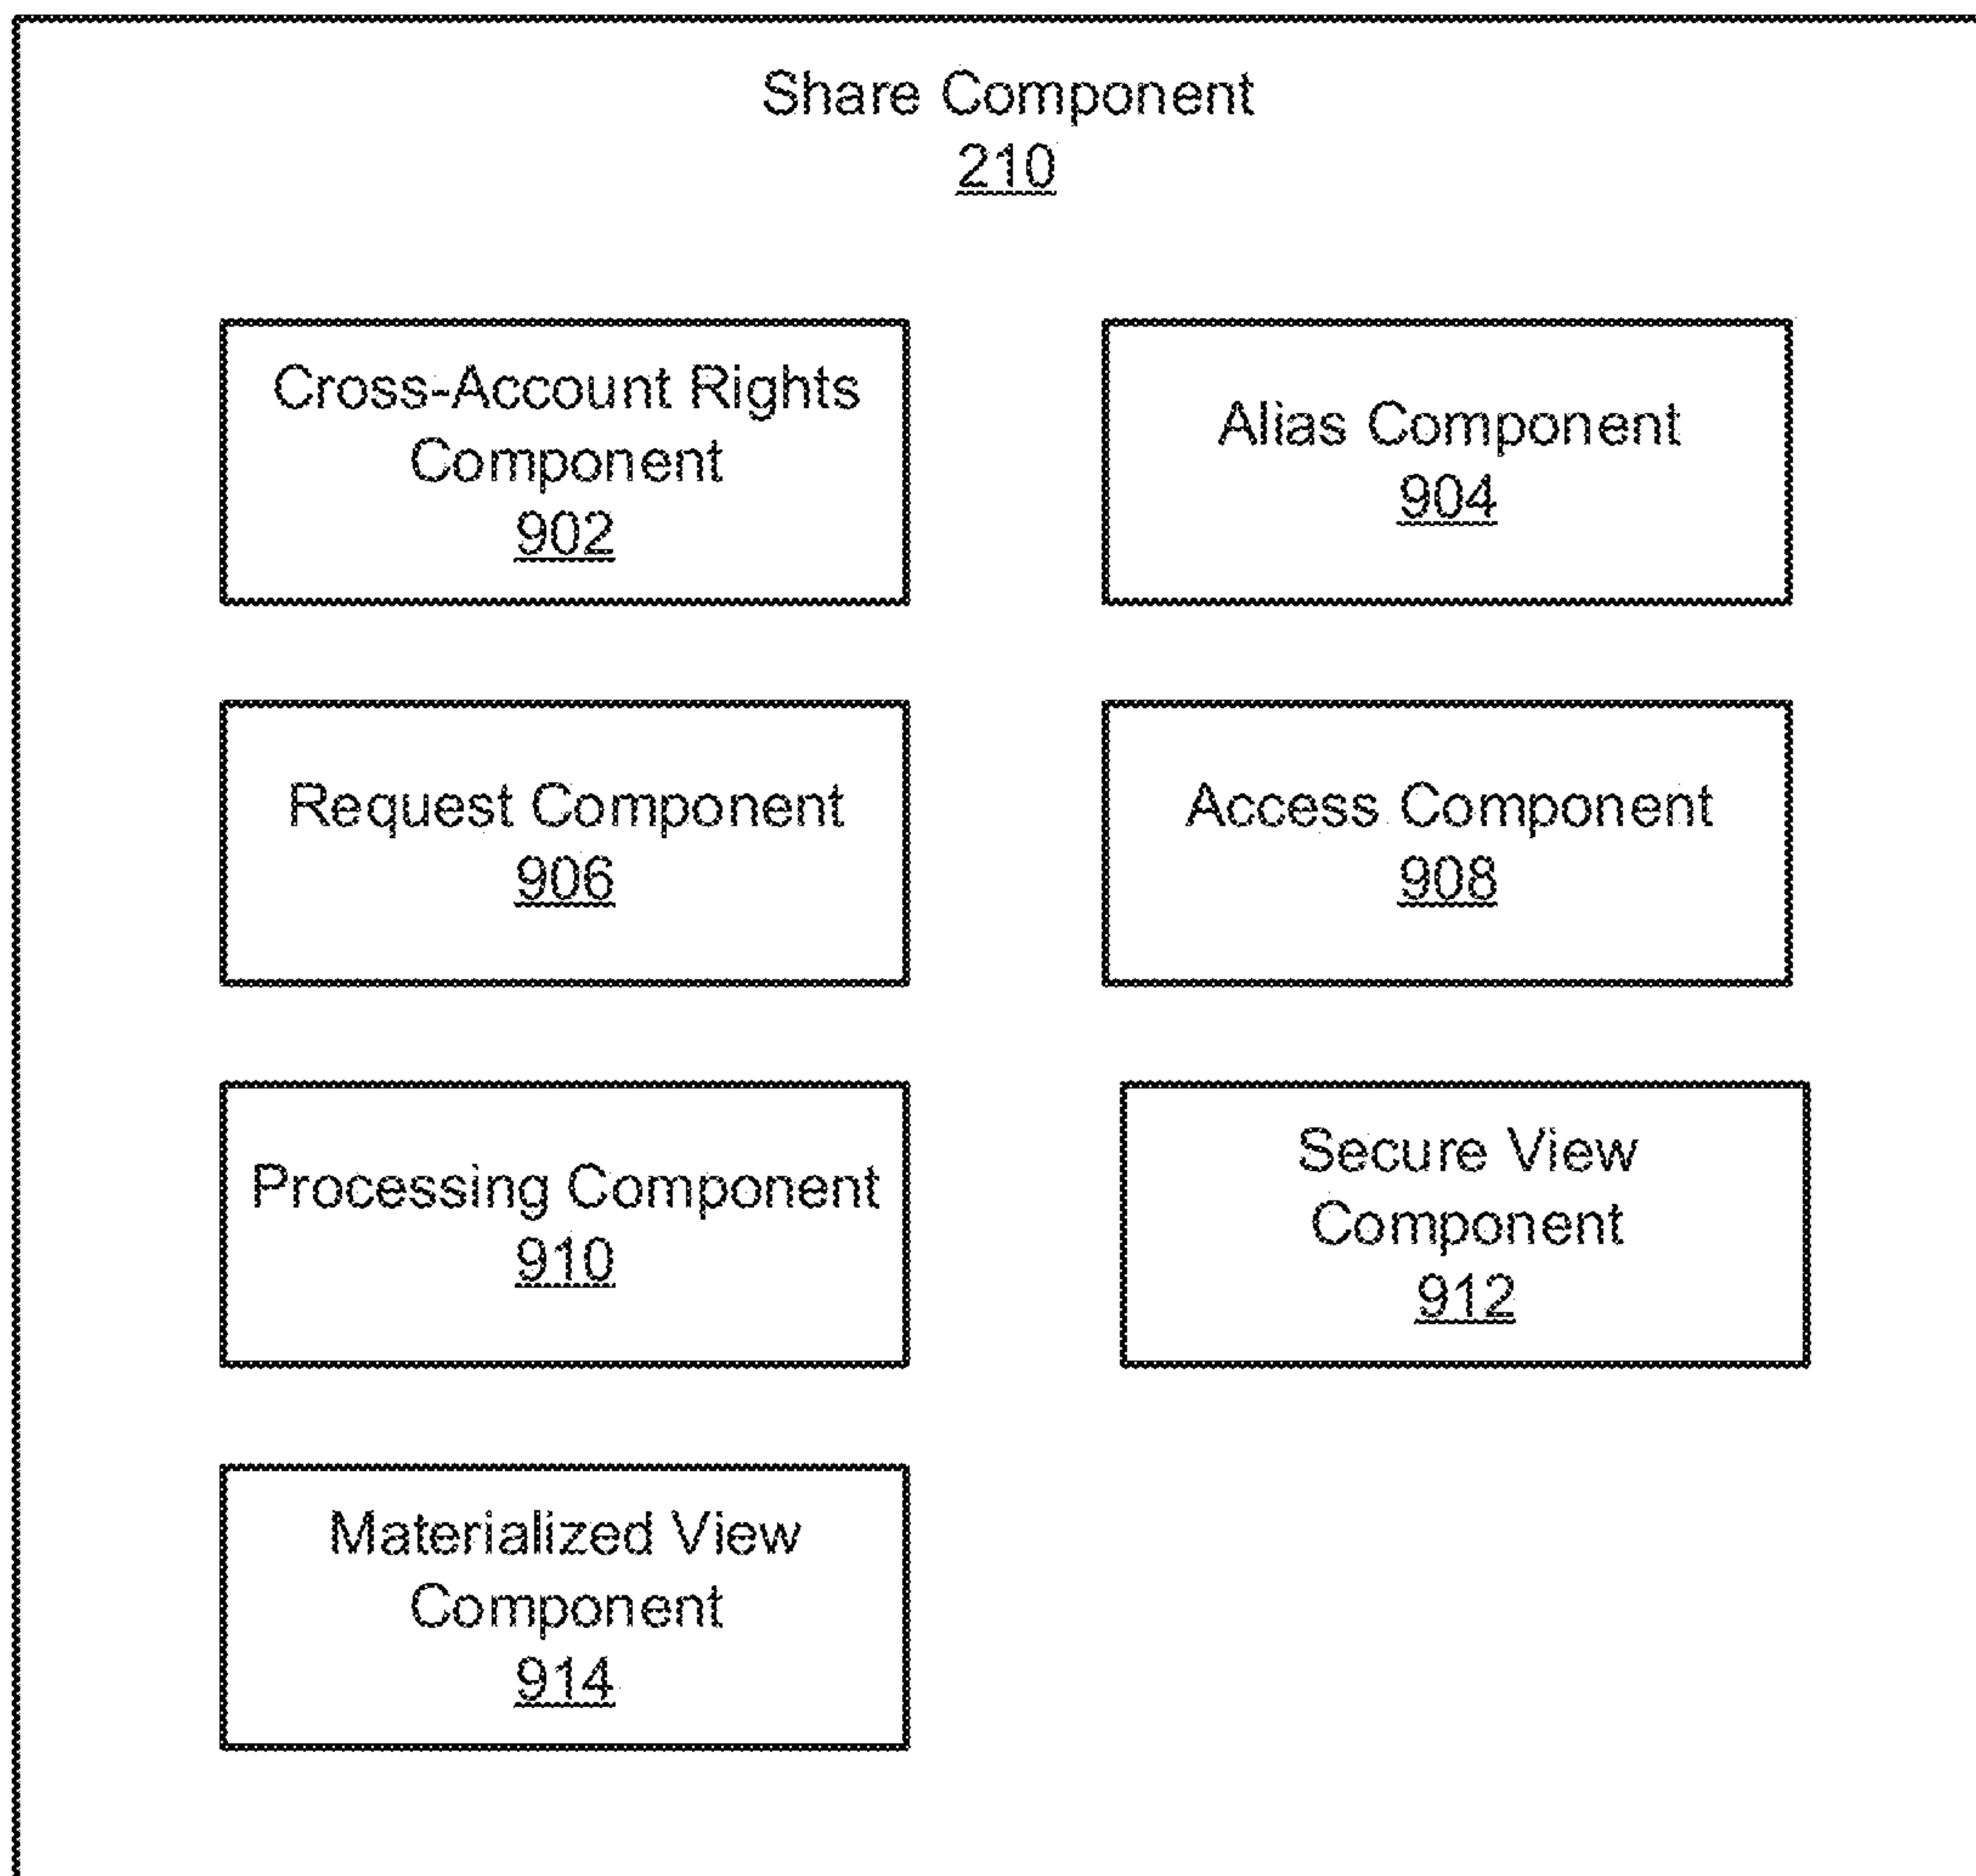 Share Component
210
Cross-Account Rights
Component
902
Alias Component
904
Request Component
906
Access Component
908
Processing Component
910
Secure View
Component
912
Materialized View
Component
914